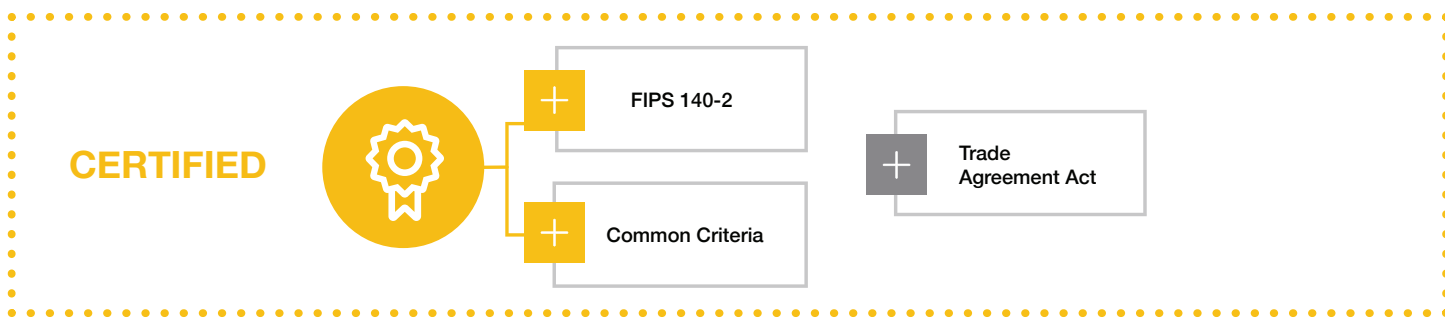 CERTIFIED
FIPS 140-2
Common Criteria
Trade
Agreement Act